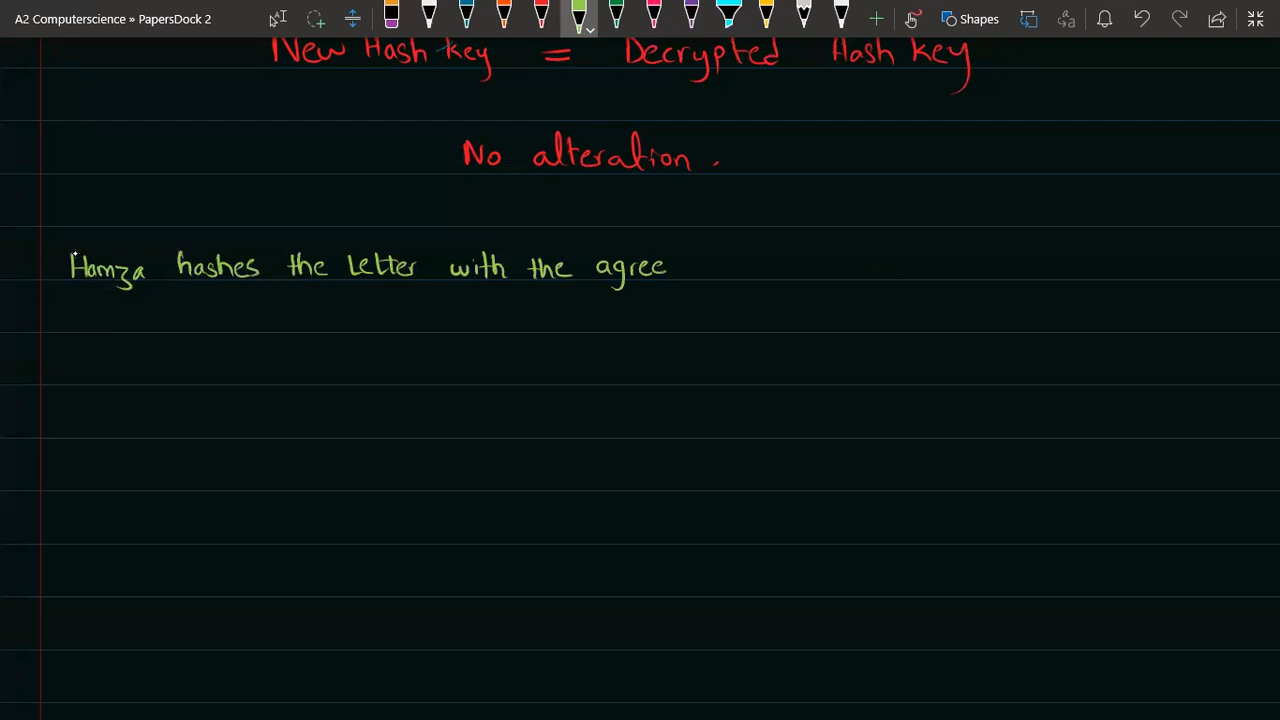 A2 Computerscience » PapersDock 2
Shapes
New Hash key = Decrypted Hash key
No alteration.
Hamza hashes the letter with the agree